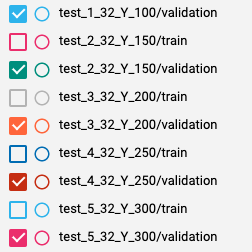 test_1_32_Y_100/validation
test_2_32_Y_150/train
test_2_32_Y_150/validation
test_3_32_Y_200/train
test_3_32_Y_200/validation
test_4_32_Y_250/train
test_4_32_Y_250/validation
test_5_32_Y_300/train
test_5_32_Y_300/validation